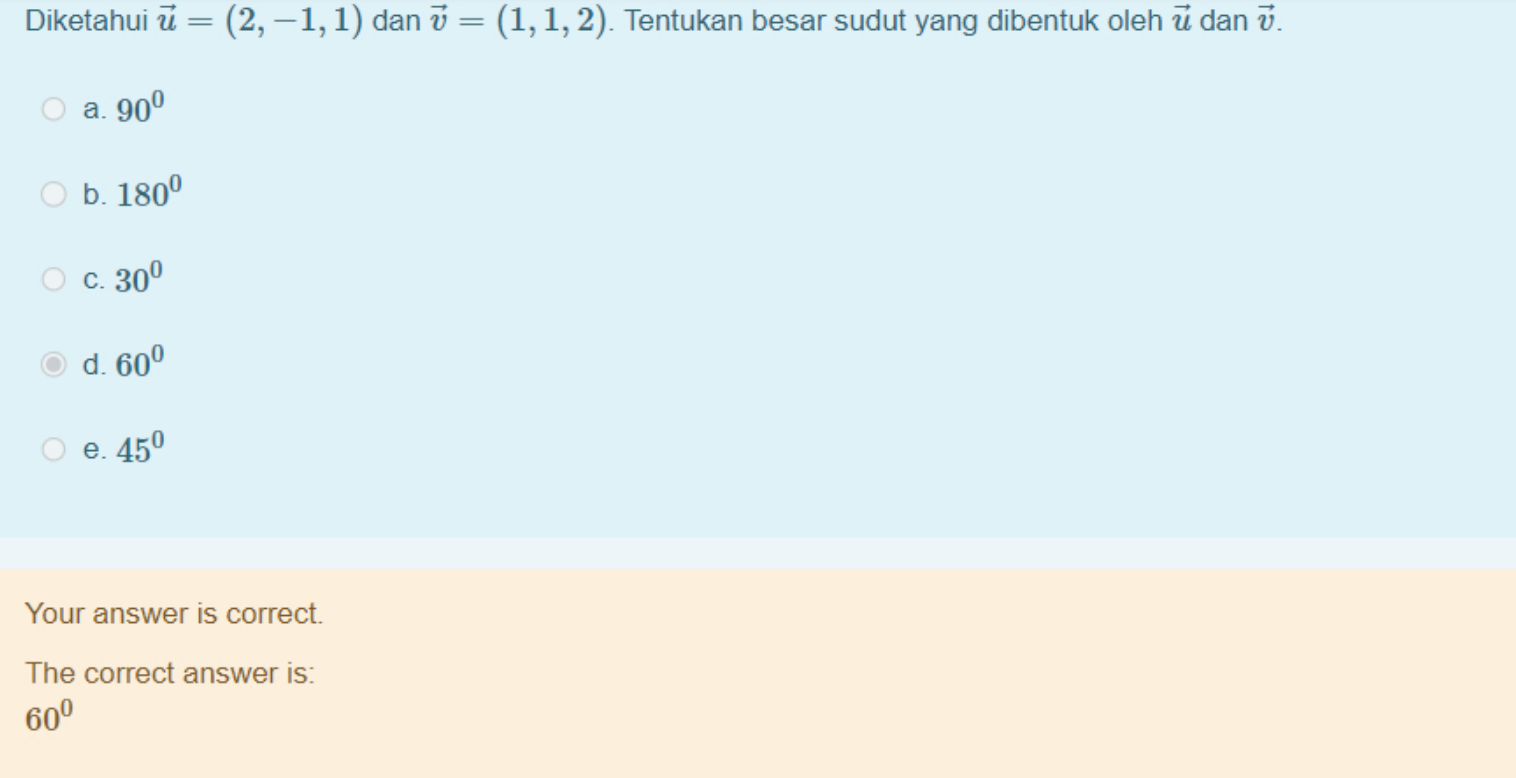 Diketahui $\vec{u} = (2, -1, 1)$ dan $\vec{v} = (1, 1, 2)$. Tentukan besar sudut yang dibentuk oleh $\vec{u}$ dan $\vec{v}$.
a. $90^0$
b. $180^0$
c. $30^0$
d. $60^0$
e. $45^0$
Your answer is correct.
The correct answer is:
$60^0$